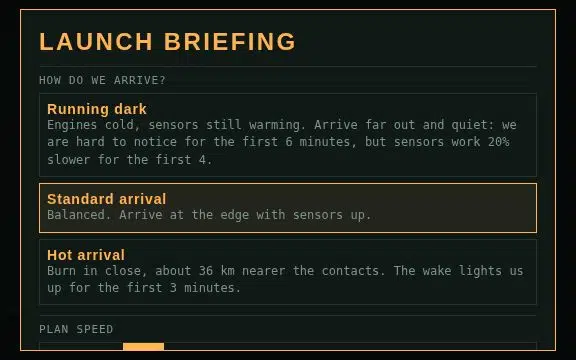 LAUNCH BRIEFING
HOW DO WE ARRIVE?
Running dark
Engines cold, sensors still warming. Arrive far out and quiet: we
are hard to notice for the first 6 minutes, but sensors work 20%
slower for the first 4.
Standard arrival
Balanced. Arrive at the edge with sensors up.
Hot arrival
Burn in close, about 36 km nearer the contacts. The wake lights us
up for the first 3 minutes.
PLAN SPEED